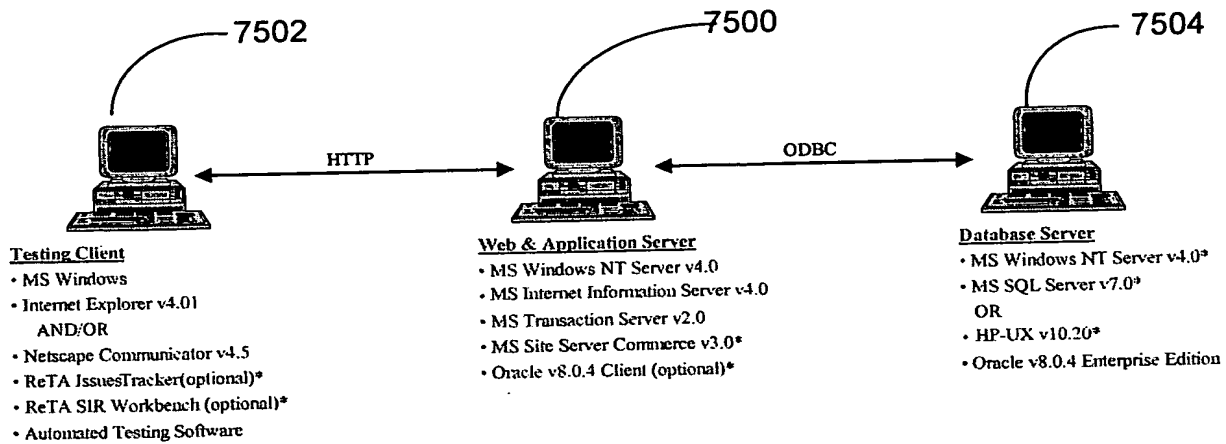 7502
7500
7504
HTTP
ODBC
Testing Client
• MS Windows
• Internet Explorer v4.01
AND/OR
• Netscape Communicator v4.5
• ReTA IssuesTracker(optional)*
• ReTA SIR Workbench (optional)*
• Automated Testing Software
Web & Application Server
• MS Windows NT Server v4.0
• MS Internet Information Server v4.0
• MS Transaction Server v2.0
• MS Site Server Commerce v3.0*
• Oracle v8.0.4 Client (optional)*
Database Server
• MS Windows NT Server v4.0*
• MS SQL Server v7.0*
OR
• HP-UX v10.20*
• Oracle v8.0.4 Enterprise Edition